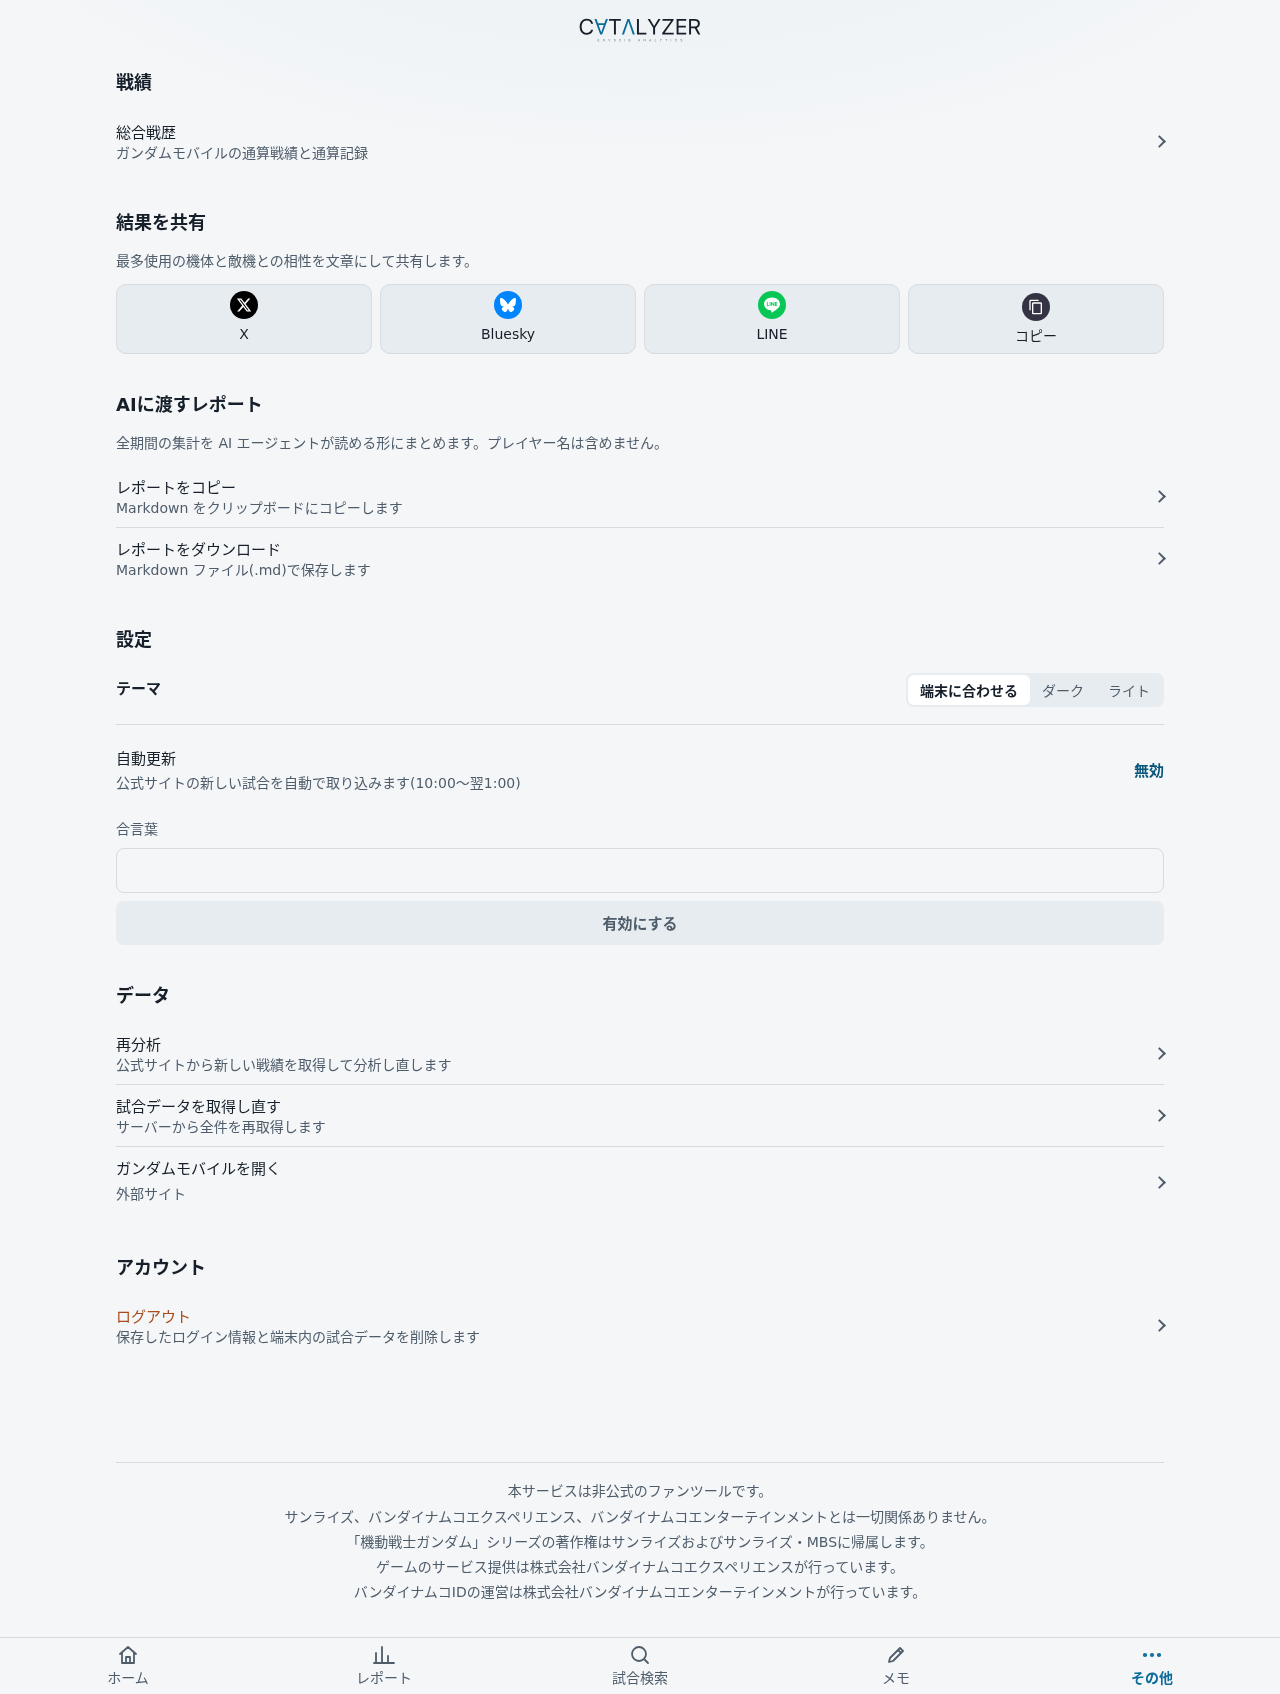 CATALYZER
戦績
総合戦歴
ガンダムモバイルの通算戦績と通算記録
結果を共有
最多使用の機体と敵機との相性を文章にして共有します。
X
Bluesky
LINE
コピー
AIに渡すレポート
全期間の集計を AI エージェントが読める形にまとめます。プレイヤー名は含めません。
レポートをコピー
Markdown をクリップボードにコピーします
レポートをダウンロード
Markdown ファイル(.md)で保存します
設定
テーマ
端末に合わせる
ダーク
ライト
自動更新
公式サイトの新しい試合を自動で取り込みます(10:00〜翌1:00)
無効
合言葉
有効にする
データ
再分析
公式サイトから新しい戦績を取得して分析し直します
試合データを取得し直す
サーバーから全件を再取得します
ガンダムモバイルを開く
外部サイト
アカウント
ログアウト
保存したログイン情報と端末内の試合データを削除します
本サービスは非公式のファンツールです。
サンライズ、バンダイナムコエクスペリエンス、バンダイナムコエンターテインメントとは一切関係ありません。
「機動戦士ガンダム」シリーズの著作権はサンライズおよびサンライズ・MBSに帰属します。
ゲームのサービス提供は株式会社バンダイナムコエクスペリエンスが行っています。
バンダイナムコIDの運営は株式会社バンダイナムコエンターテインメントが行っています。
ホーム
レポート
試合検索
メモ
その他